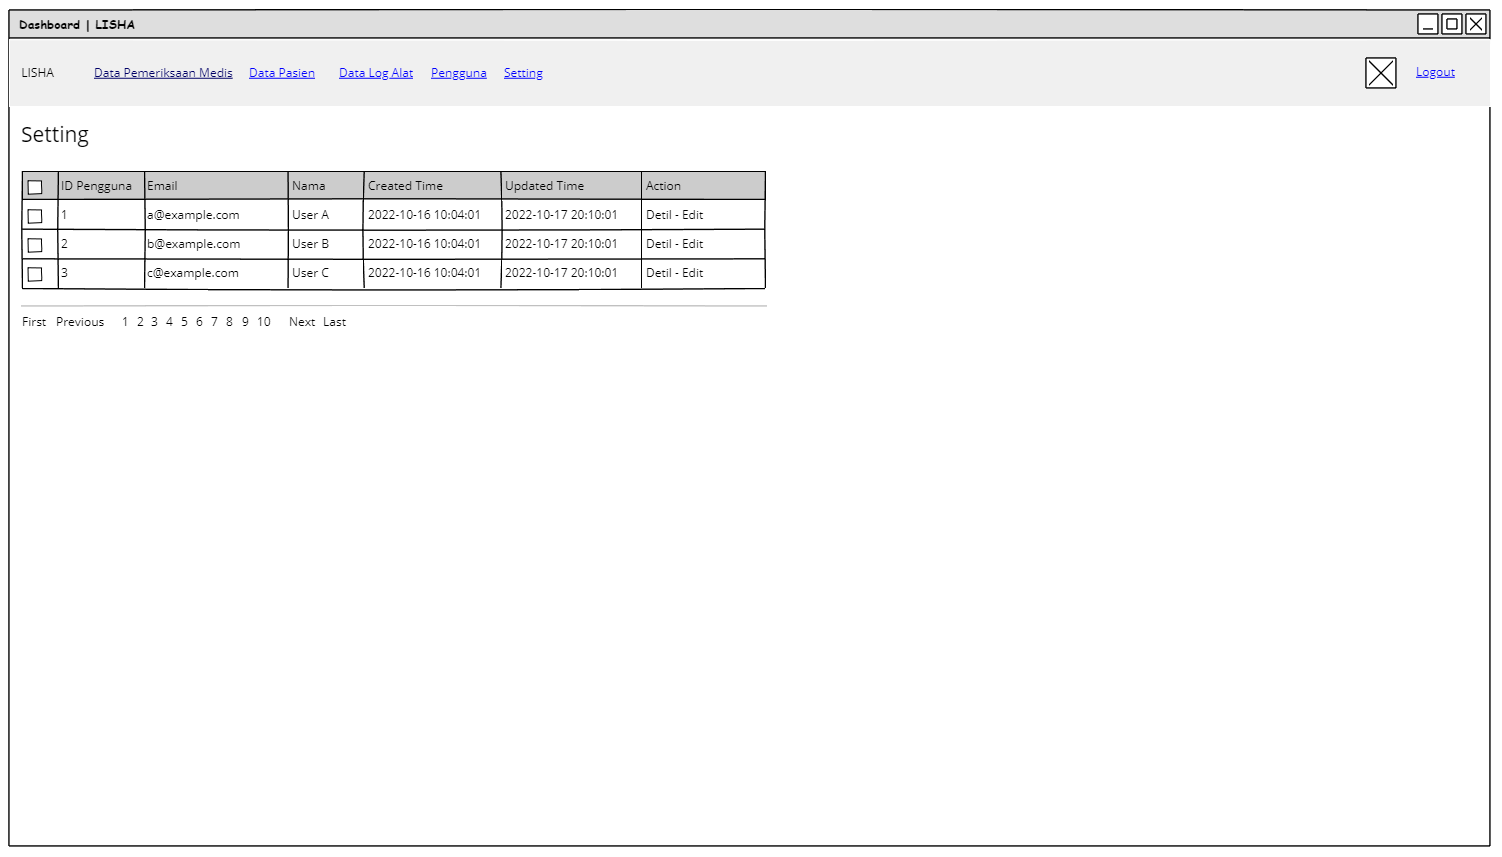 Dashboard | LISHA
LISHA Data Pemeriksaan Medis Data Pasien Data Log Alat Pengguna Setting Logout
Setting
ID Pengguna Email Nama Created Time Updated Time Action
1 a@example.com User A 2022-10-16 10:04:01 2022-10-17 20:10:01 Detil - Edit
2 b@example.com User B 2022-10-16 10:04:01 2022-10-17 20:10:01 Detil - Edit
3 c@example.com User C 2022-10-16 10:04:01 2022-10-17 20:10:01 Detil - Edit
First Previous 1 2 3 4 5 6 7 8 9 10 Next Last